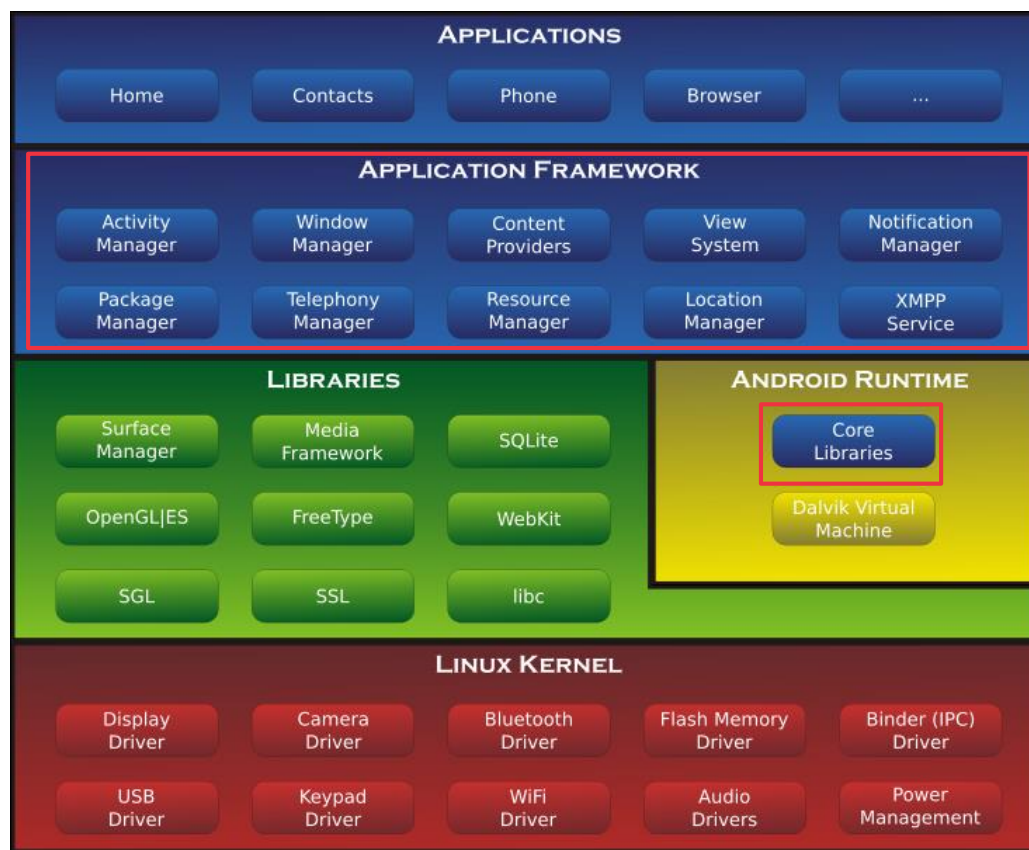 APPLICATIONS
Home
Contacts
Phone
Browser
...
APPLICATION FRAMEWORK
Activity
Manager
Window
Manager
Content
Providers
View
System
Notification
Manager
Package
Manager
Telephony
Manager
Resource
Manager
Location
Manager
XMPP
Service
LIBRARIES
Surface
Manager
Media
Framework
SQLite
OpenGL|ES
FreeType
WebKit
SGL
SSL
libc
ANDROID RUNTIME
Core
Libraries
Dalvik Virtual
Machine
LINUX KERNEL
Display
Driver
Camera
Driver
Bluetooth
Driver
Flash Memory
Driver
Binder (IPC)
Driver
USB
Driver
Keypad
Driver
WiFi
Driver
Audio
Drivers
Power
Management